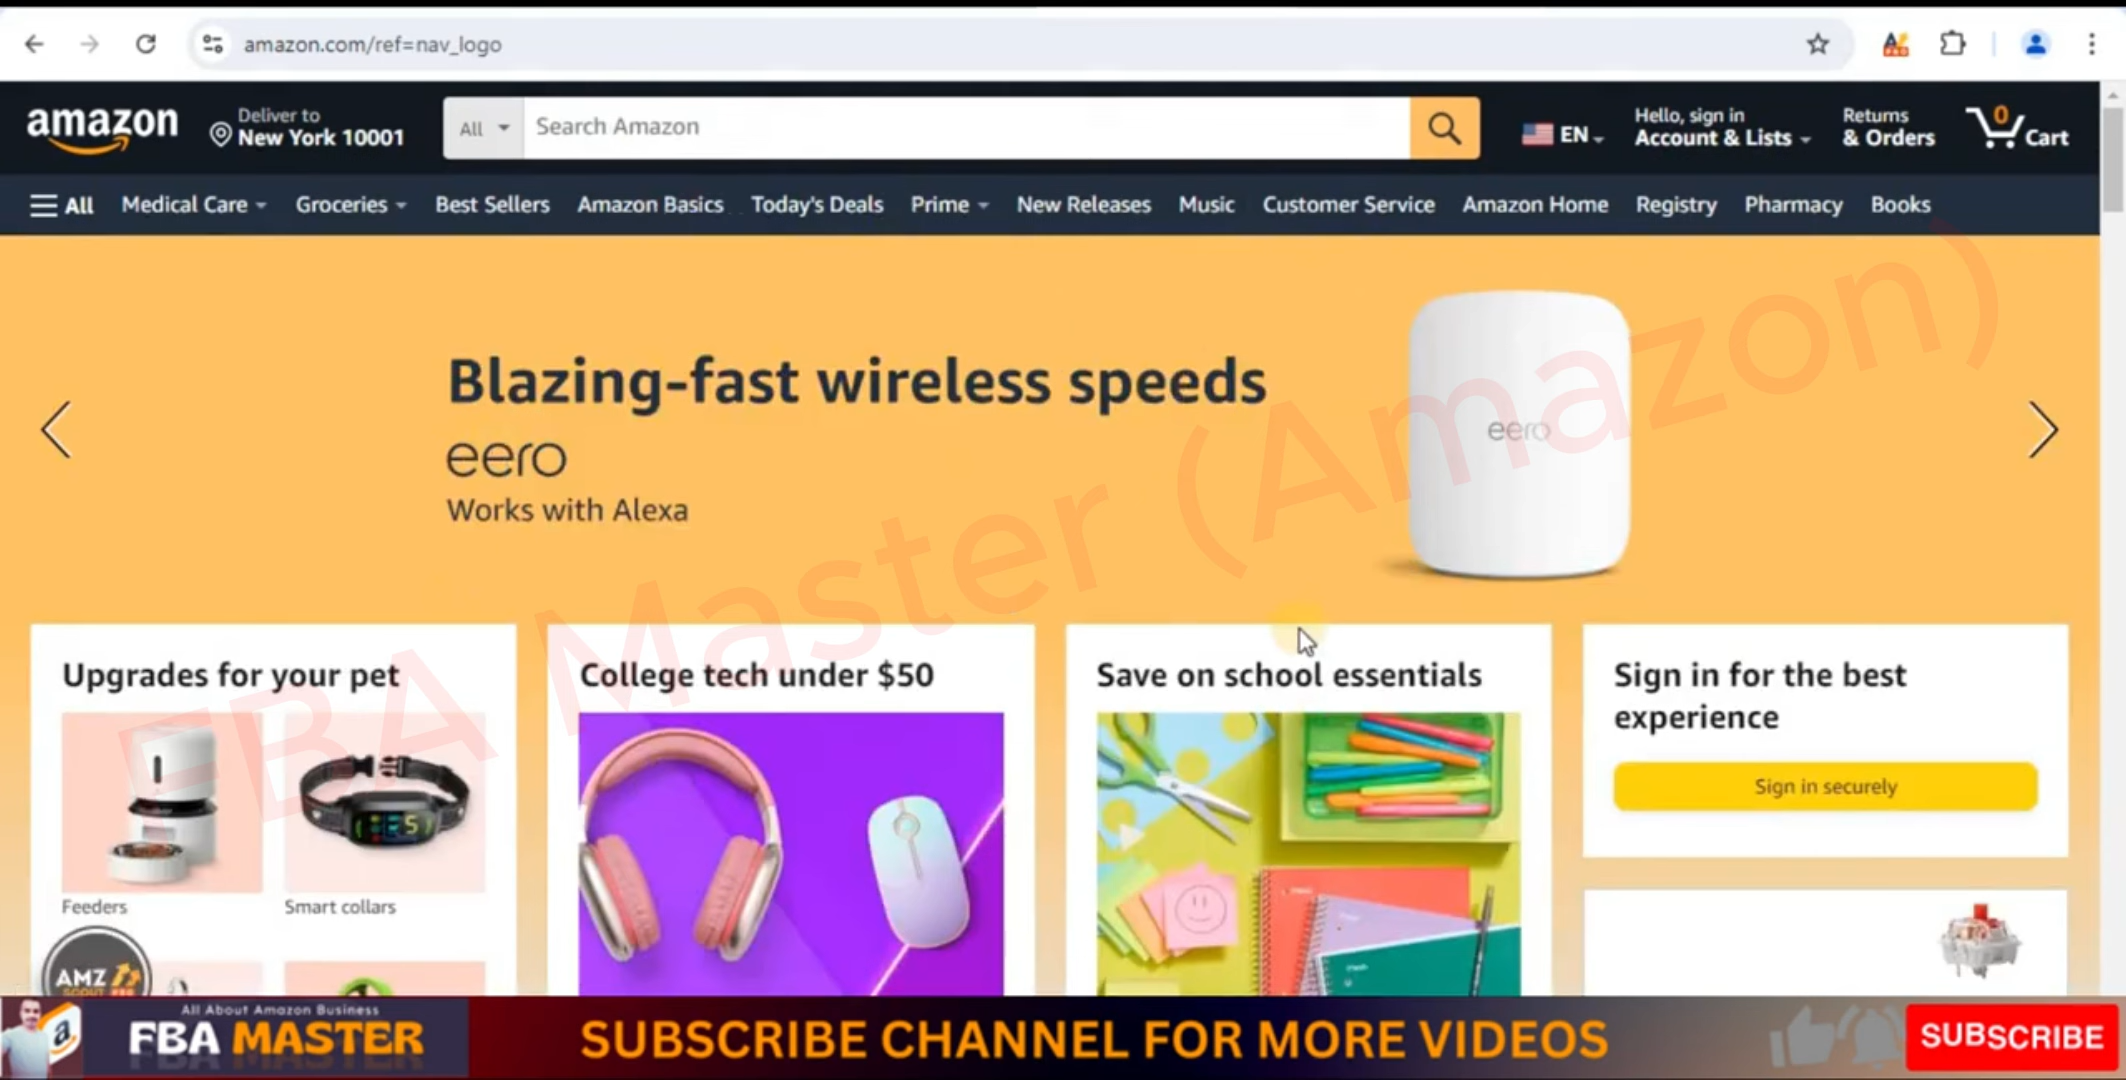 amazon.com/ref=nav_logo
amazon
Deliver to
New York 10001
All
Search Amazon
EN
Hello, sign in
Account & Lists
Returns
& Orders
0
Cart
All
Medical Care
Groceries
Best Sellers
Amazon Basics
Today's Deals
Prime
New Releases
Music
Customer Service
Amazon Home
Registry
Pharmacy
Books
Blazing-fast wireless speeds
eero
Works with Alexa
eero
FBA Master (Amazon)
Upgrades for your pet
Feeders
Smart collars
College tech under $50
Save on school essentials
Sign in for the best
experience
Sign in securely
AMZ
SCOUT PRO
All About Amazon Business
FBA MASTER
a
SUBSCRIBE CHANNEL FOR MORE VIDEOS
SUBSCRIBE